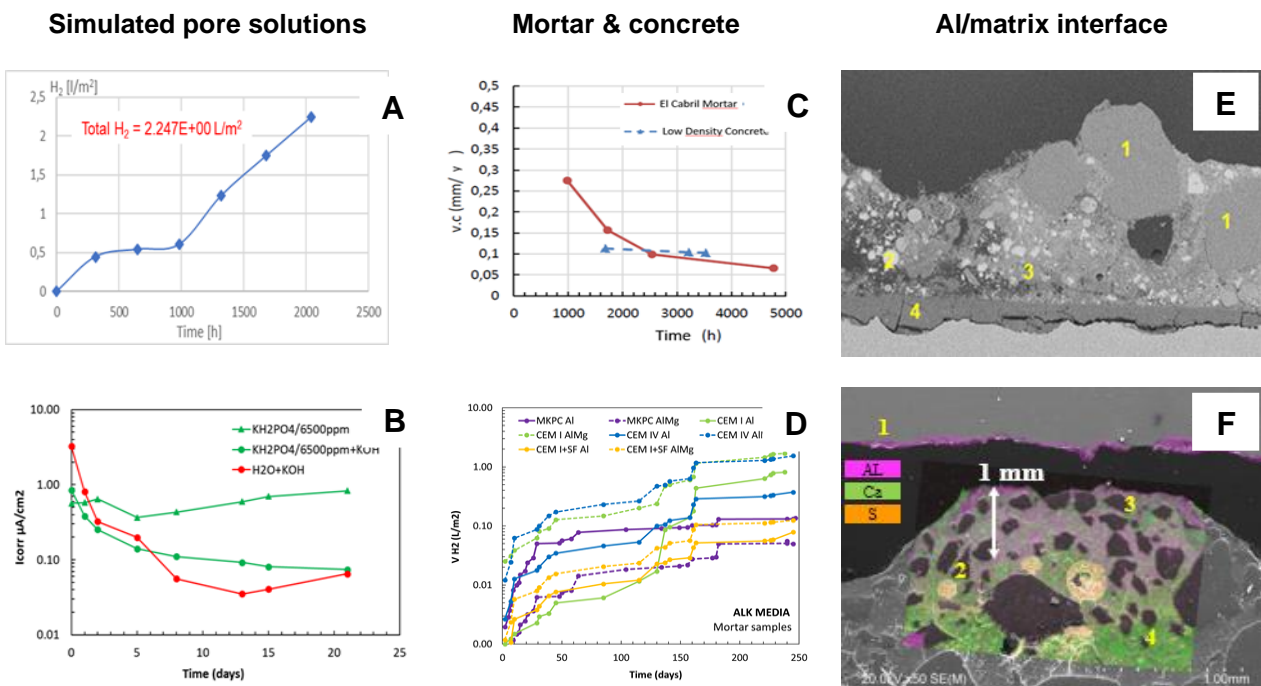 Simulated pore solutions
Mortar & concrete
Al/matrix interface
H2 [l/m2]
A
2,5
2
1,5
1
0,5
0
Total H2 = 2.247E+00 L/m2
0 500 1000 1500 2000 2500
Time [h]
C
v.c (mm/ y )
0,5
0,45
0,4
0,35
0,3
0,25
0,2
0,15
0,1
0,05
0
El Cabril Mortar
Low Density Concrete
0 1000 2000 3000 4000 5000
Time (h)
E
1
1
2
3
4
B
Icorr µA/cm2
10.00
1.00
0.10
0.01
KH2PO4/6500ppm
KH2PO4/6500ppm+KOH
H2O+KOH
0 5 10 15 20 25
Time (days)
D
V H2 (L/m2)
10.00
1.00
0.10
0.01
0.00
MKPC Al MKPC AlMg CEM I Al
CEM I AlMg CEM IV Al CEM IV All
CEM I+SF Al CEM I+SF AlMg
ALK MEDIA
Mortar samples
0 50 100 150 200 250
Time (days)
F
1
1 mm
AL
Ca
S
3
2
4
20.0kV x50 SE(M)
1.00mm